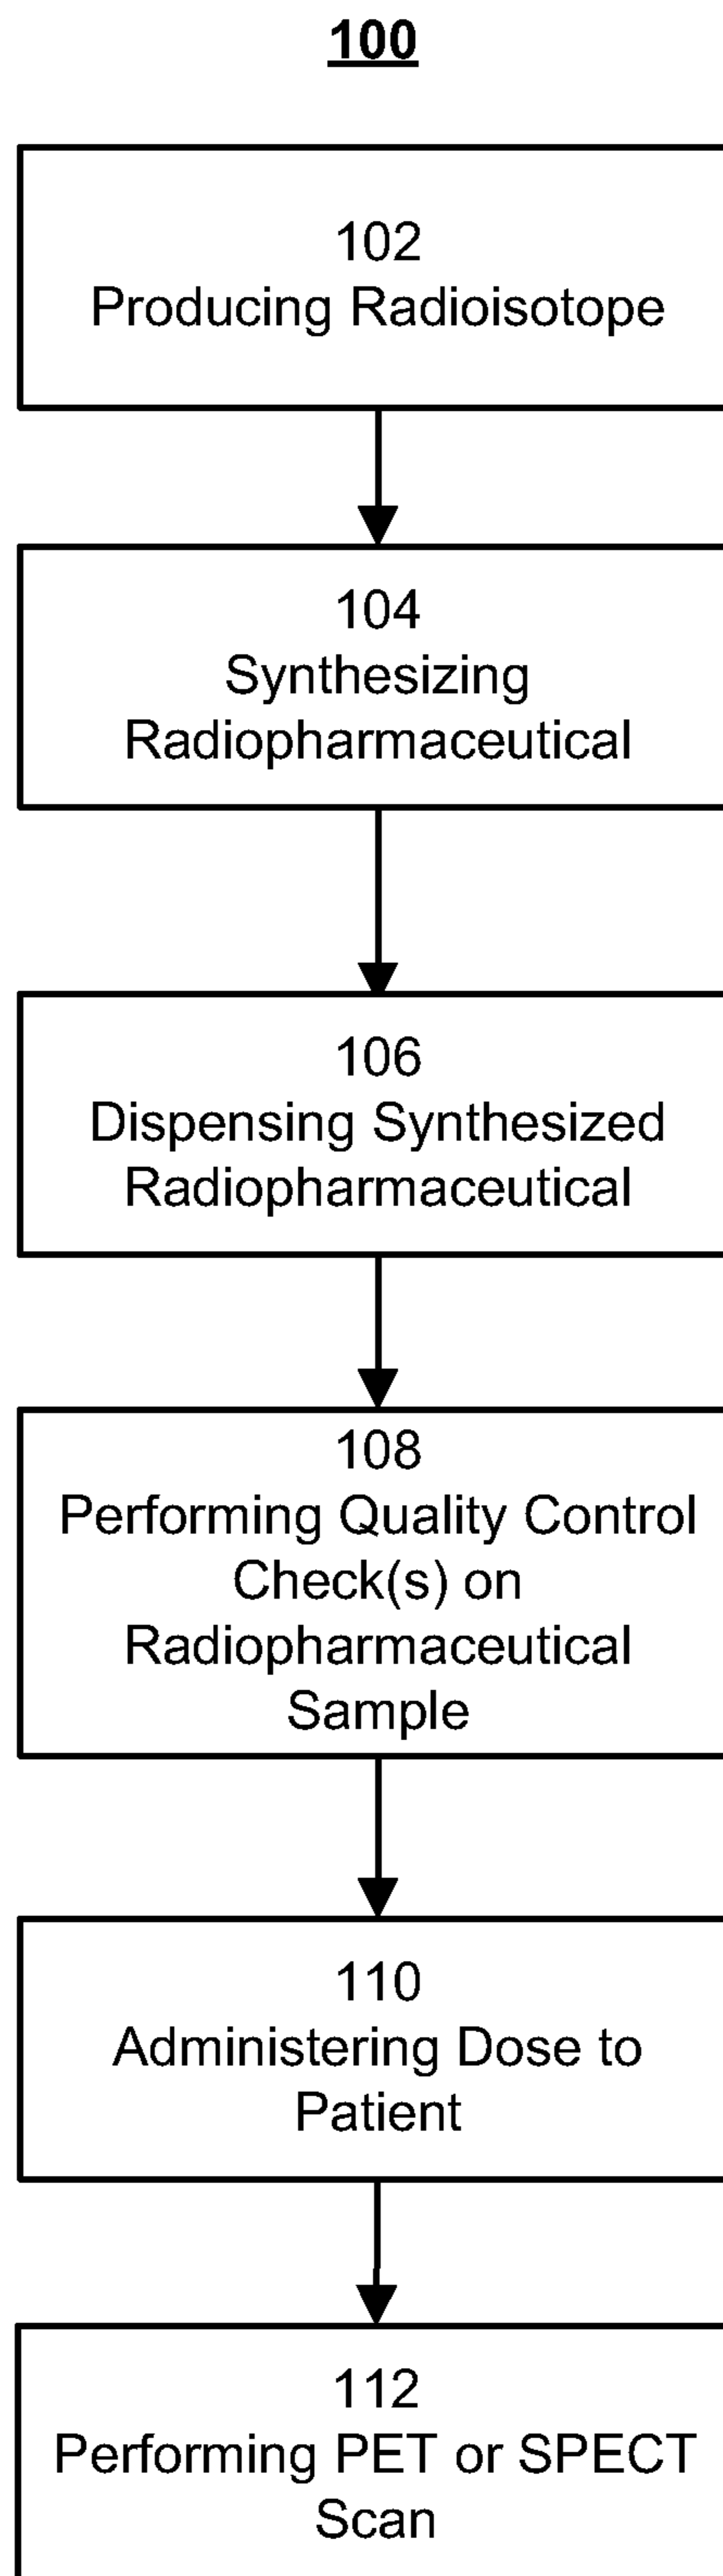 100
102
Producing Radioisotope
104
Synthesizing
Radiopharmaceutical
106
Dispensing Synthesized
Radiopharmaceutical
108
Performing Quality Control
Check(s) on
Radiopharmaceutical
Sample
110
Administering Dose to
Patient
112
Performing PET or SPECT
Scan